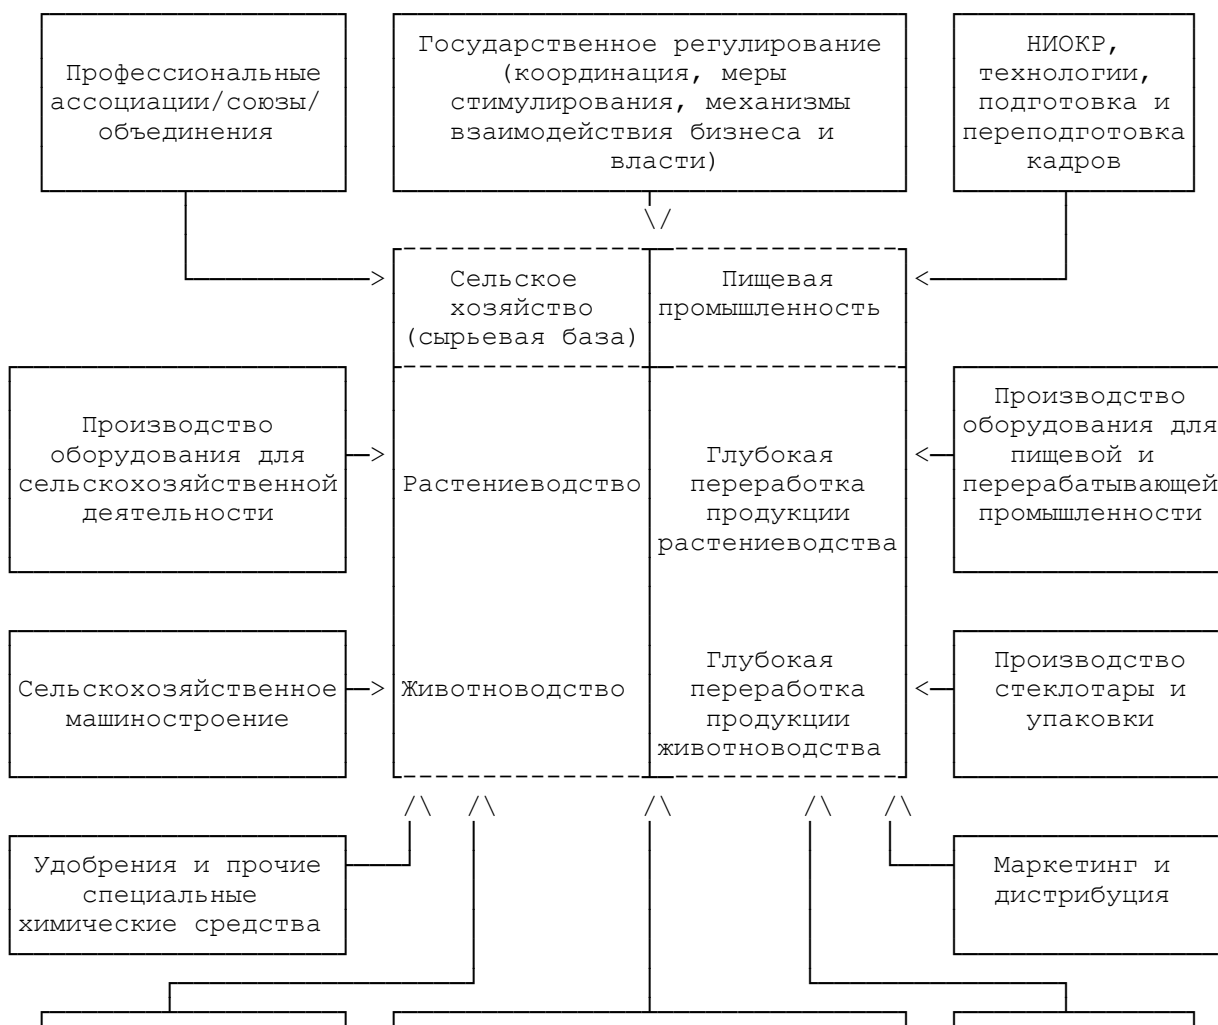 Профессиональные
ассоциации/союзы/
объединения
Государственное регулирование
(координация, меры
стимулирования, механизмы
взаимодействия бизнеса и
власти)
НИОКР,
технологии,
подготовка и
переподготовка
кадров
Сельское
хозяйство
(сырьевая база)
Пищевая
промышленность
Производство
оборудования для
сельскохозяйственной
деятельности
Растениеводство
Глубокая
переработка
продукции
растениеводства
Производство
оборудования для
пищевой и
перерабатывающей
промышленности
Сельскохозяйственное
машиностроение
Животноводство
Глубокая
переработка
продукции
животноводства
Производство
стеклотары и
упаковки
Удобрения и прочие
специальные
химические средства
Маркетинг и
дистрибуция